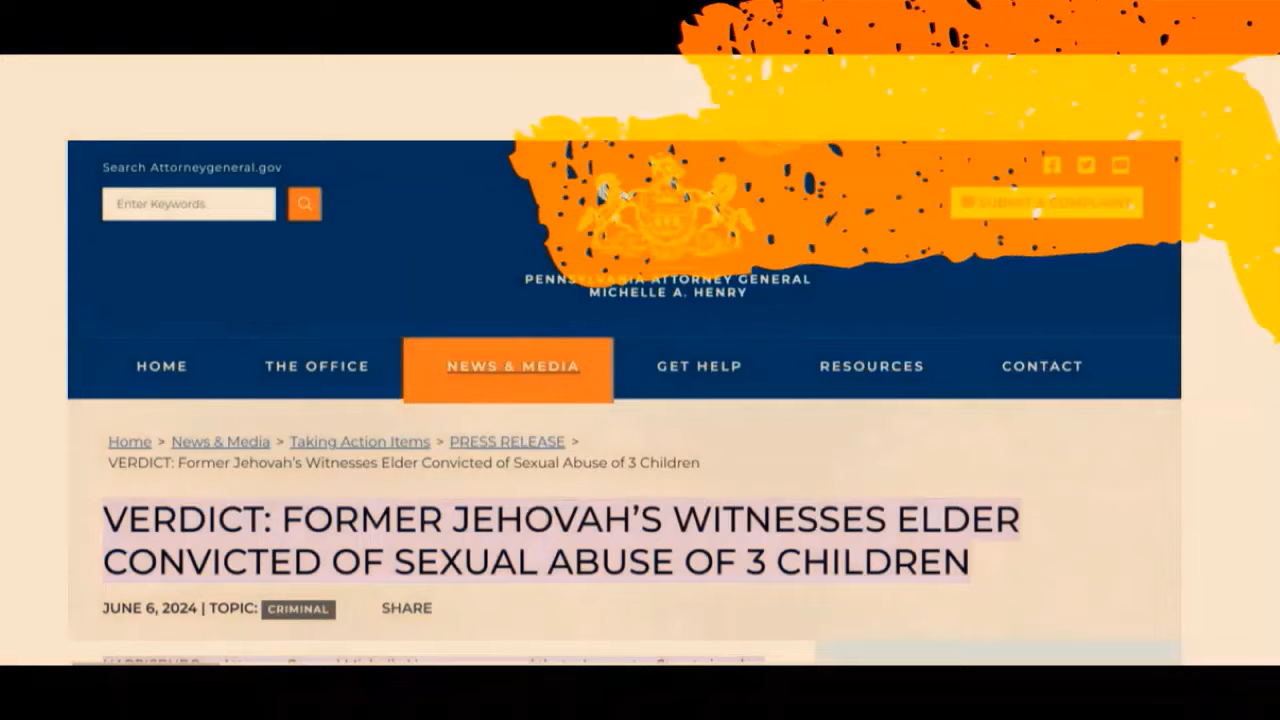 Search Attorneygeneral.gov
Enter Keywords
SUBMIT A COMPLAINT
PENNSYLVANIA ATTORNEY GENERAL
MICHELLE A. HENRY
HOME THE OFFICE NEWS & MEDIA GET HELP RESOURCES CONTACT
Home > News & Media > Taking Action Items > PRESS RELEASE >
VERDICT: Former Jehovah's Witnesses Elder Convicted of Sexual Abuse of 3 Children
VERDICT: FORMER JEHOVAH'S WITNESSES ELDER
CONVICTED OF SEXUAL ABUSE OF 3 CHILDREN
JUNE 6, 2024 | TOPIC: CRIMINAL SHARE